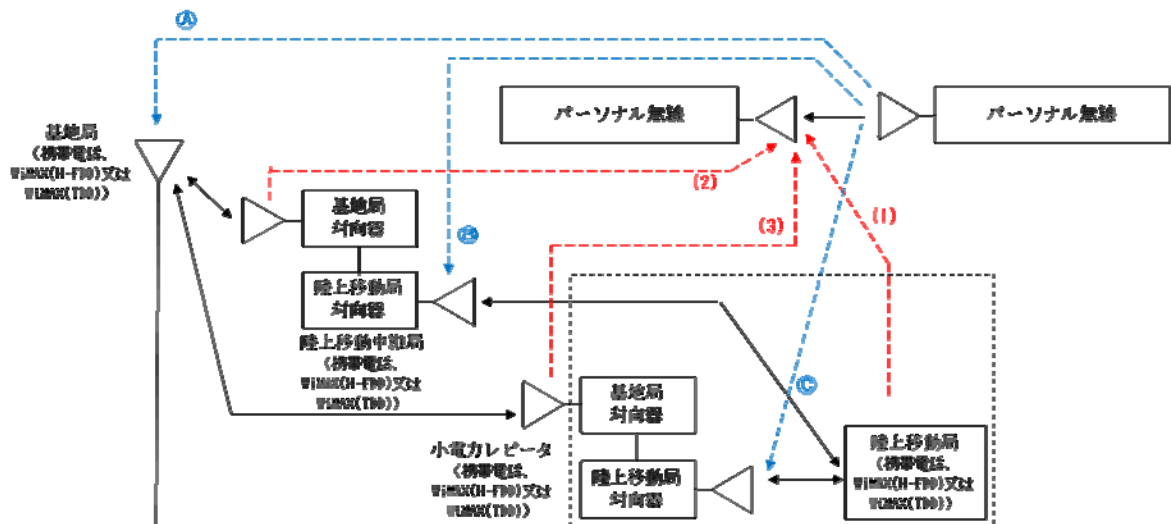 Ⓐ
パーソナル無線
パーソナル無線
基地局
(携帯電話、
WiMAX(H-FDD)又は
WiMAX(TDD))
(2)
(1)
(3)
基地局
対向器
Ⓑ
陸上移動局
対向器
陸上移動中継局
(携帯電話、
WiMAX(H-FDD)又は
WiMAX(TDD))
Ⓒ
基地局
対向器
小電力レピータ
(携帯電話、
WiMAX(H-FDD)又は
WiMAX(TDD))
陸上移動局
対向器
陸上移動局
(携帯電話、
WiMAX(H-FDD)又は
WiMAX(TDD))